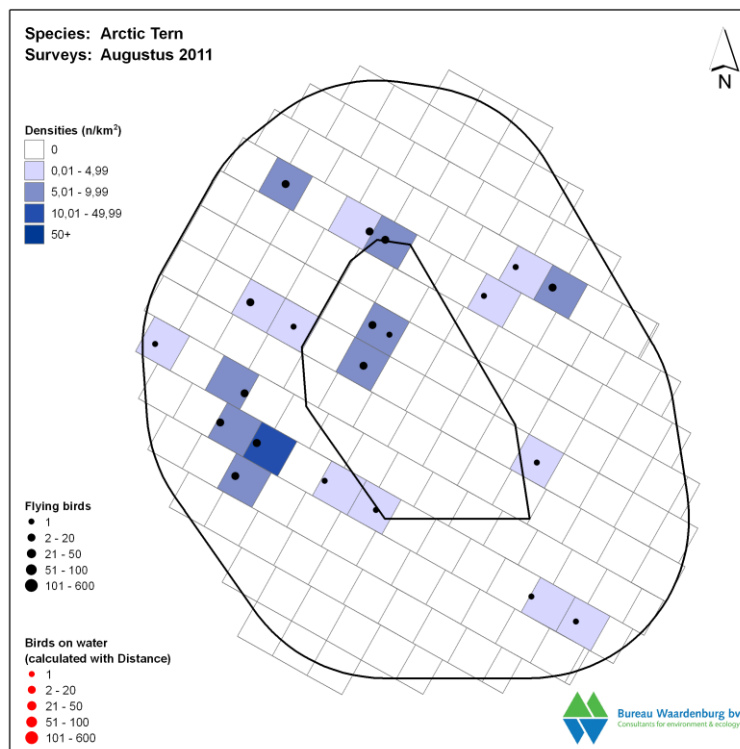 Species: Arctic Tern
Surveys: Augustus 2011
N
Densities (n/km²)
0
0,01 - 4,99
5,01 - 9,99
10,01 - 49,99
50+
Flying birds
1
2 - 20
21 - 50
51 - 100
101 - 600
Birds on water
(calculated with Distance)
1
2 - 20
21 - 50
51 - 100
101 - 600
Bureau Waardenburg bv
Consultants for environment & ecology